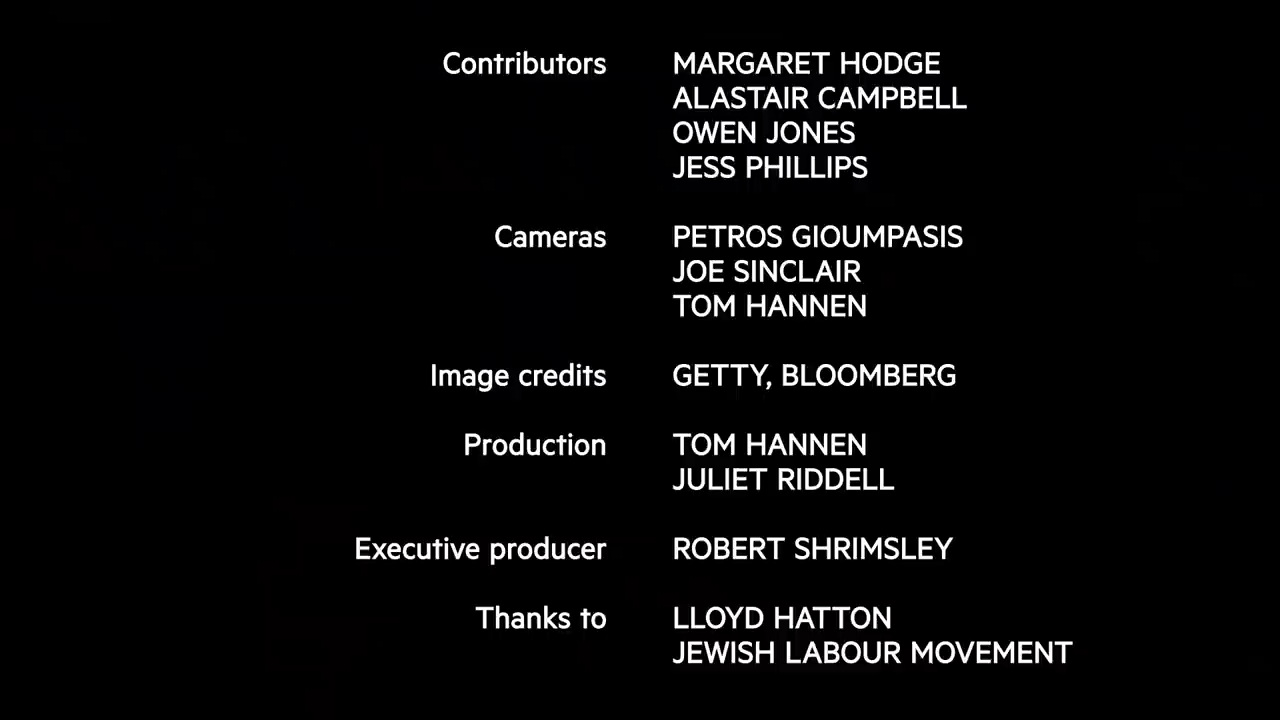 Contributors MARGARET HODGE
ALASTAIR CAMPBELL
OWEN JONES
JESS PHILLIPS
Cameras PETROS GIOUMPASIS
JOE SINCLAIR
TOM HANNEN
Image credits GETTY, BLOOMBERG
Production TOM HANNEN
JULIET RIDDELL
Executive producer ROBERT SHRIMSLEY
Thanks to LLOYD HATTON
JEWISH LABOUR MOVEMENT